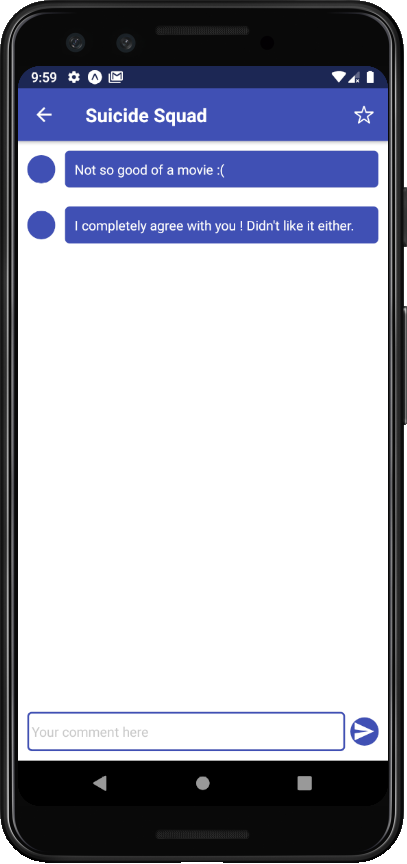 9:59
Suicide Squad
Not so good of a movie :(
I completely agree with you ! Didn't like it either.
Your comment here